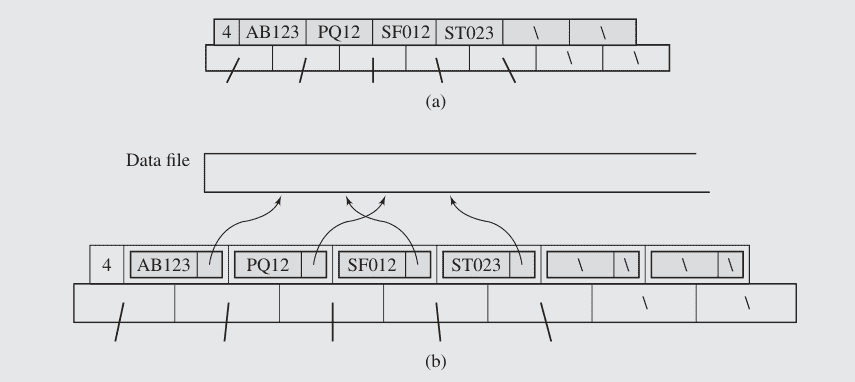 4 AB123 PQ12 SF012 ST023 \ \
\ \
(a)
Data file
4 AB123 PQ12 SF012 ST023 \ \ \ \
\ \
(b)